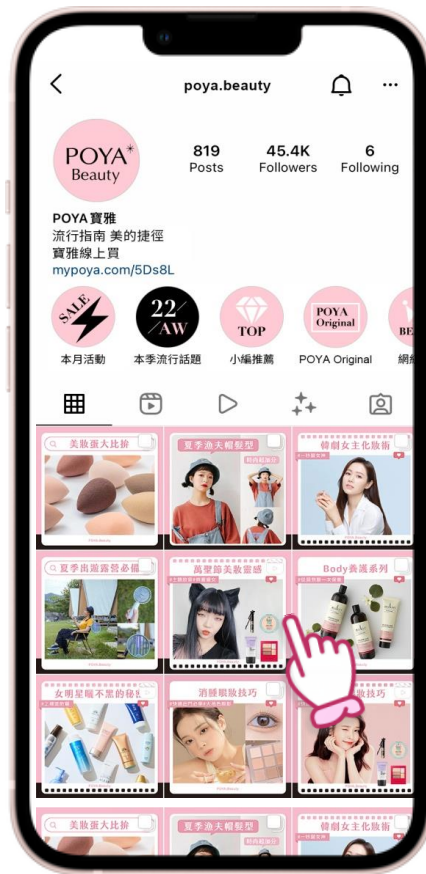 poya.beauty
POYA*
Beauty
819
Posts
45.4K
Followers
6
Following
POYA 寶雅
流行指南 美的捷徑
寶雅線上買
mypoya.com/5Ds8L
SALE
22/
/AW
TOP
POYA
Original
BE
本月活動
本季流行話題
小編推薦
POYA Original
網
美妝蛋大比拚
夏季漁夫帽髮型
韓劇女主化妝術
夏季出遊露營必備
萬聖節美妝靈感
Body養護系列
女明星曬不黑的秘
消腫眼妝技巧
妝技巧
美妝蛋大比拚
夏季漁夫帽髮型
韓劇女主化妝術